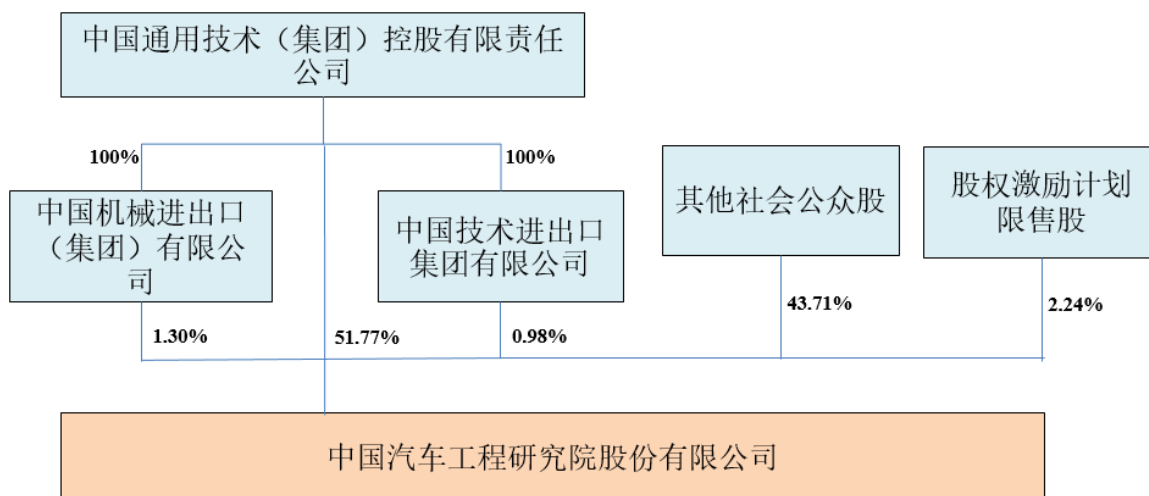 中国通用技术（集团）控股有限责任
公司
100%
100%
中国机械进出口
（集团）有限公
司
中国技术进出口
集团有限公司
其他社会公众股
股权激励计划
限售股
1.30%
51.77%
0.98%
43.71%
2.24%
中国汽车工程研究院股份有限公司